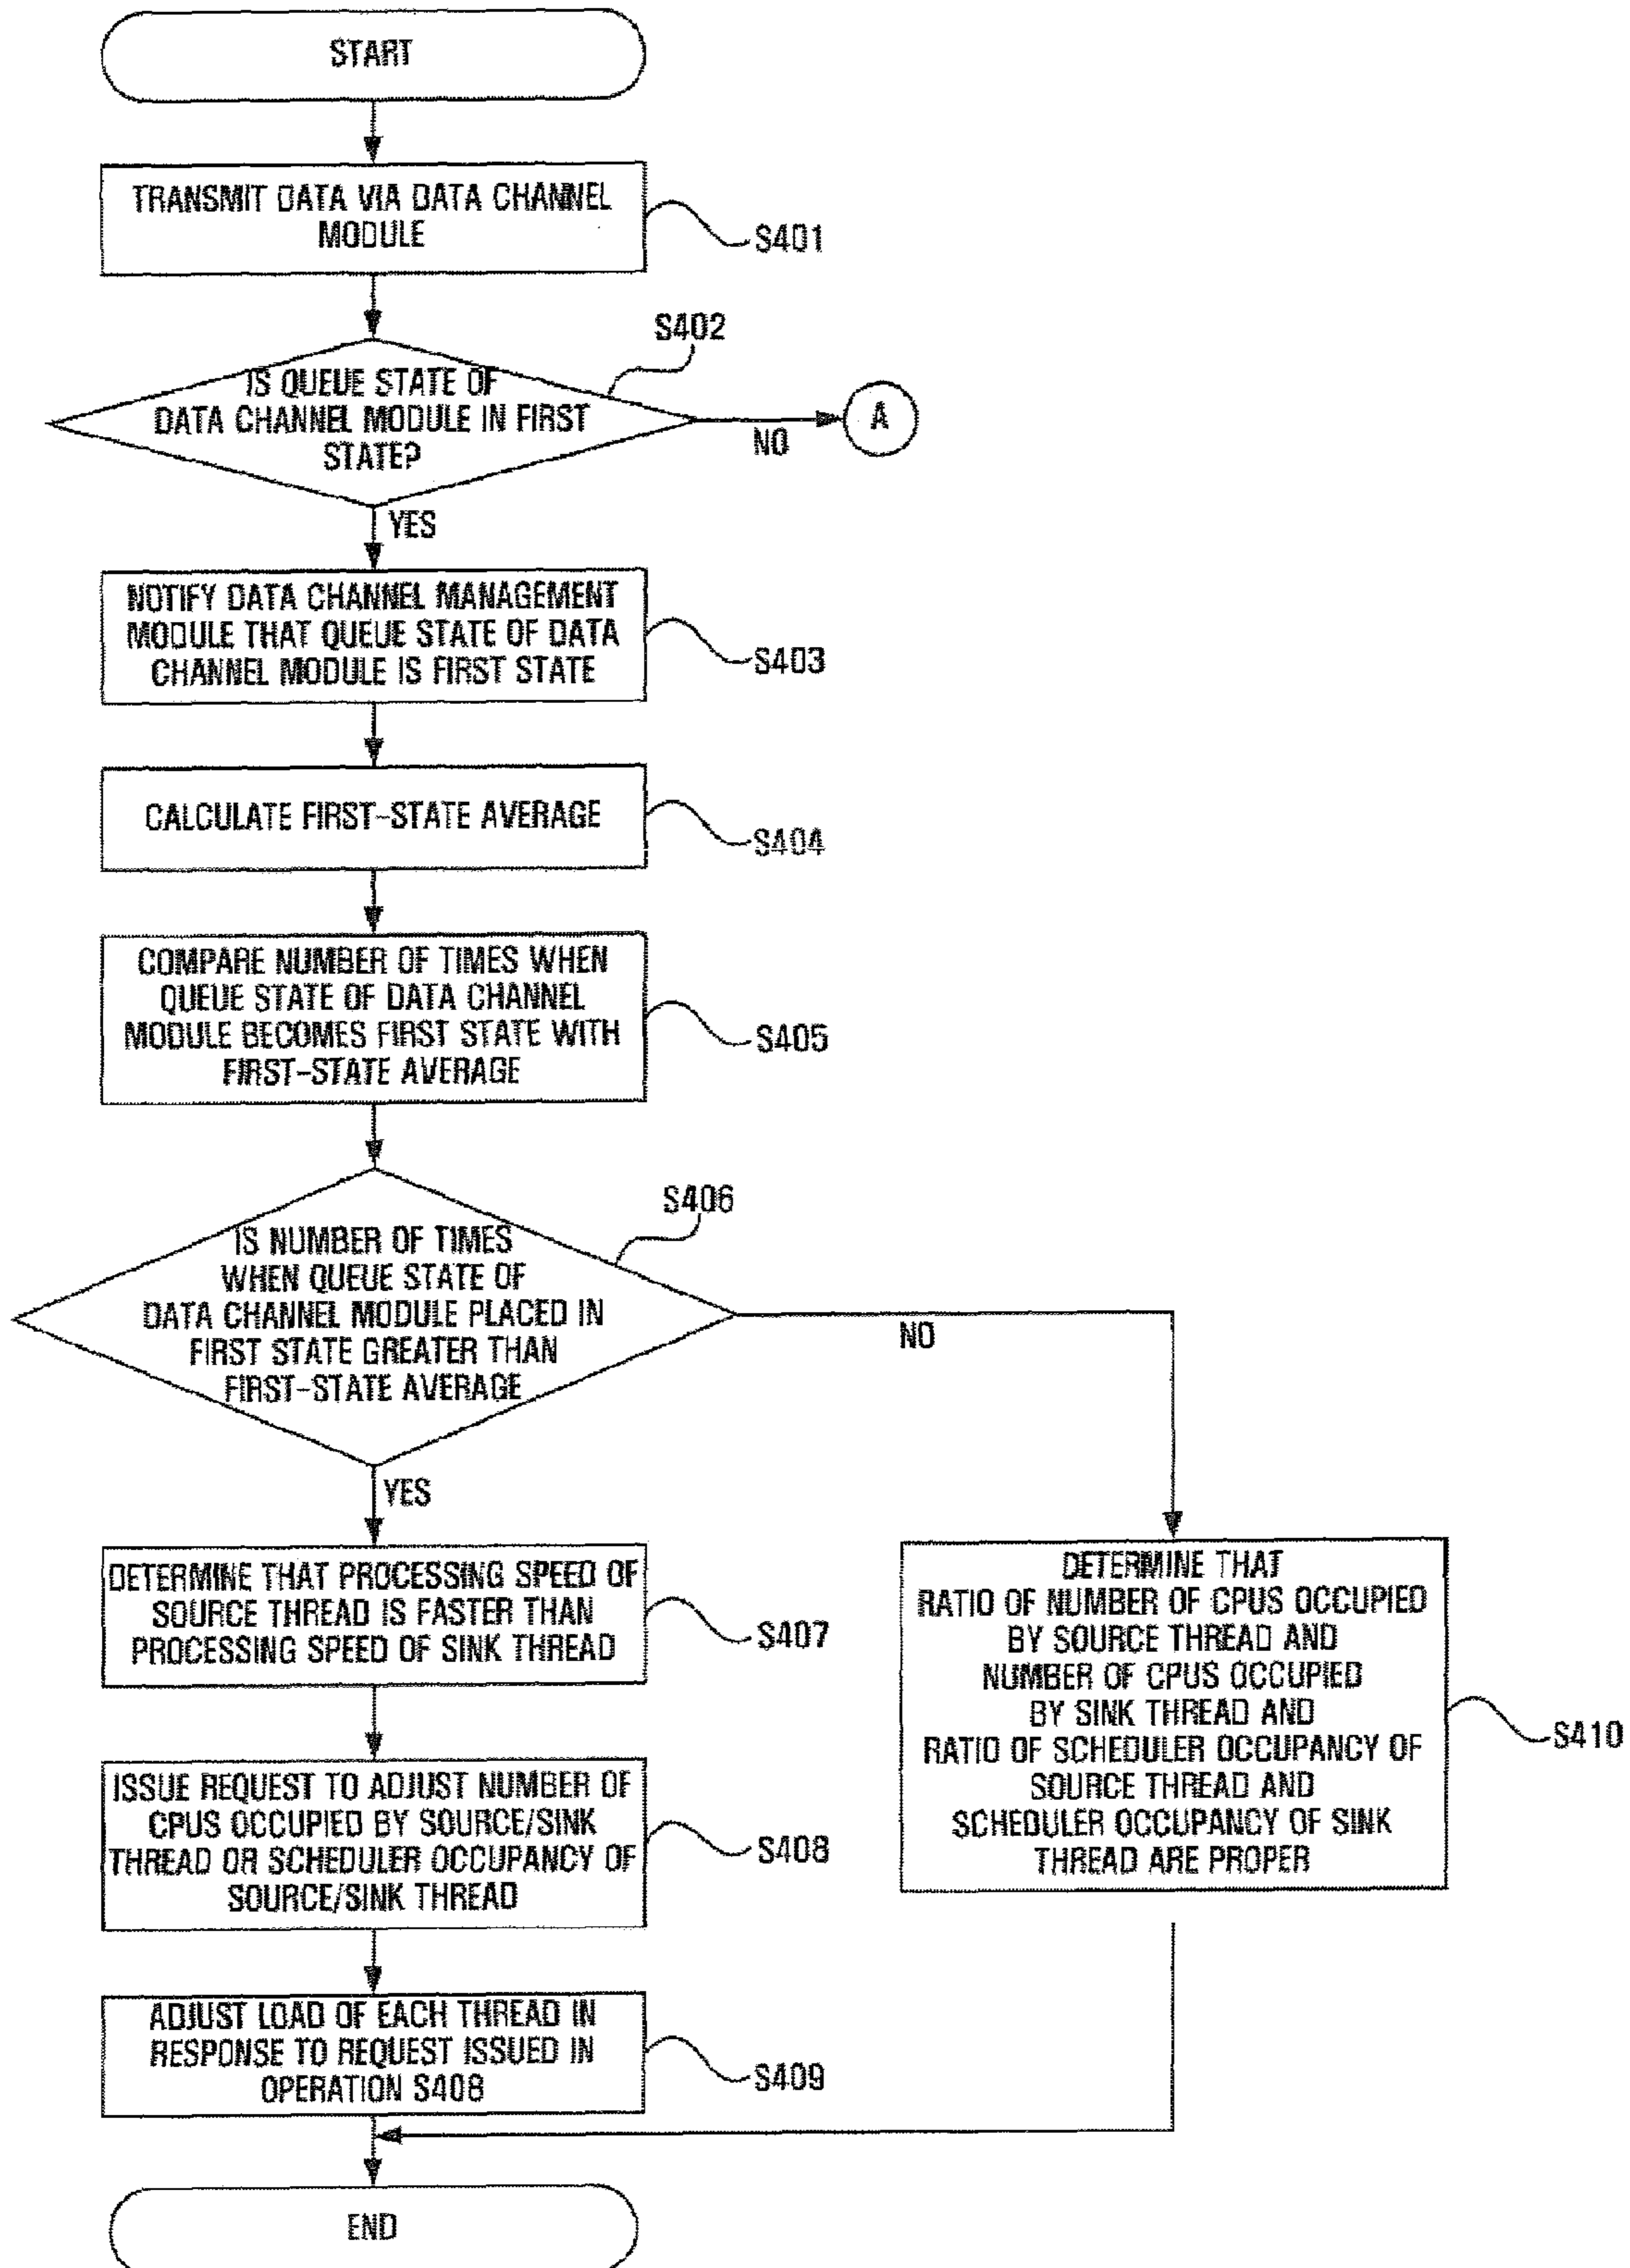 START
TRANSMIT DATA VIA DATA CHANNEL
MODULE
S401
S402
IS QUEUE STATE OF
DATA CHANNEL MODULE IN FIRST
STATE?
NO
A
YES
NOTIFY DATA CHANNEL MANAGEMENT
MODULE THAT QUEUE STATE OF DATA
CHANNEL MODULE IS FIRST STATE
S403
CALCULATE FIRST-STATE AVERAGE
S404
COMPARE NUMBER OF TIMES WHEN
QUEUE STATE OF DATA CHANNEL
MODULE BECOMES FIRST STATE WITH
FIRST-STATE AVERAGE
S405
S406
IS NUMBER OF TIMES
WHEN QUEUE STATE OF
DATA CHANNEL MODULE PLACED IN
FIRST STATE GREATER THAN
FIRST-STATE AVERAGE
NO
YES
DETERMINE THAT PROCESSING SPEED OF
SOURCE THREAD IS FASTER THAN
PROCESSING SPEED OF SINK THREAD
S407
DETERMINE THAT
RATIO OF NUMBER OF CPUS OCCUPIED
BY SOURCE THREAD AND
NUMBER OF CPUS OCCUPIED
BY SINK THREAD AND
RATIO OF SCHEDULER OCCUPANCY OF
SOURCE THREAD AND
SCHEDULER OCCUPANCY OF SINK
THREAD ARE PROPER
S410
ISSUE REQUEST TO ADJUST NUMBER OF
CPUS OCCUPIED BY SOURCE/SINK
THREAD OR SCHEDULER OCCUPANCY OF
SOURCE/SINK THREAD
S408
ADJUST LOAD OF EACH THREAD IN
RESPONSE TO REQUEST ISSUED IN
OPERATION S408
S409
END